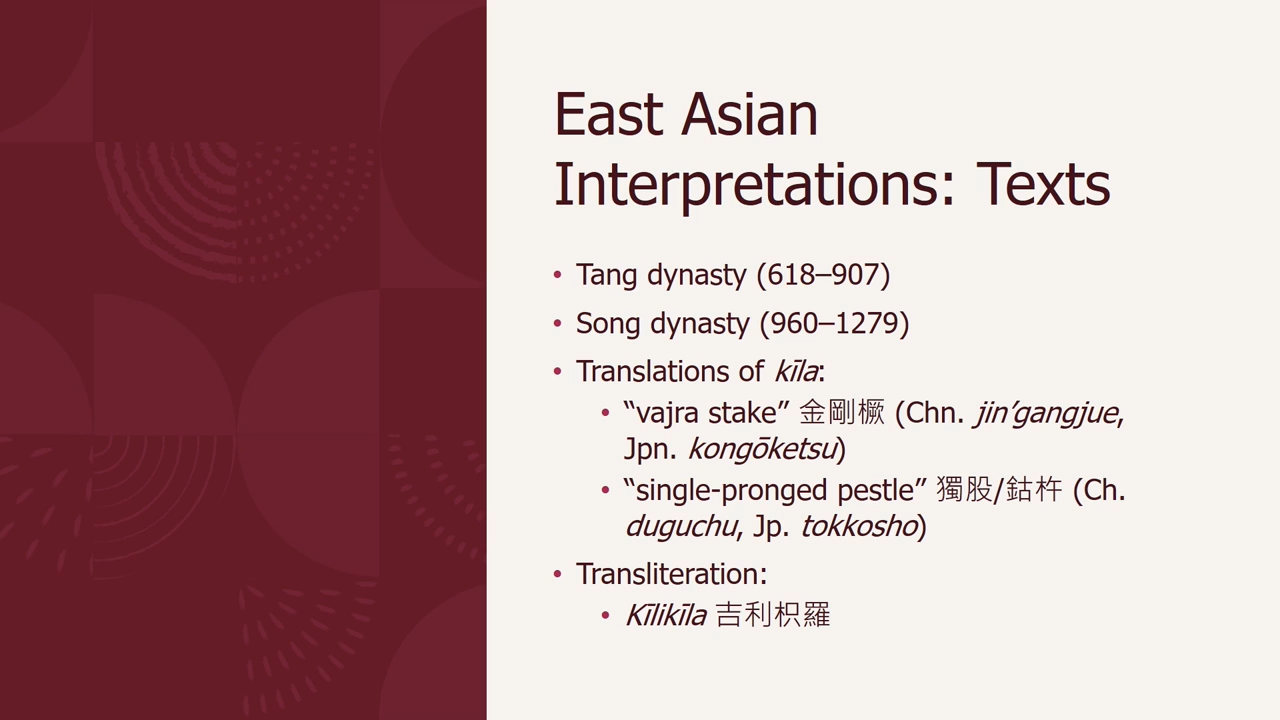 East Asian
Interpretations: Texts
• Tang dynasty (618–907)
• Song dynasty (960–1279)
• Translations of kīla:
• “vajra stake” 金剛橛 (Chn. jin’gangjue,
Jpn. kongōketsu)
• “single-pronged pestle” 獨股/鈷杵 (Ch.
duguchu, Jp. tokkosho)
• Transliteration:
• Kīlikīla 吉利枳羅